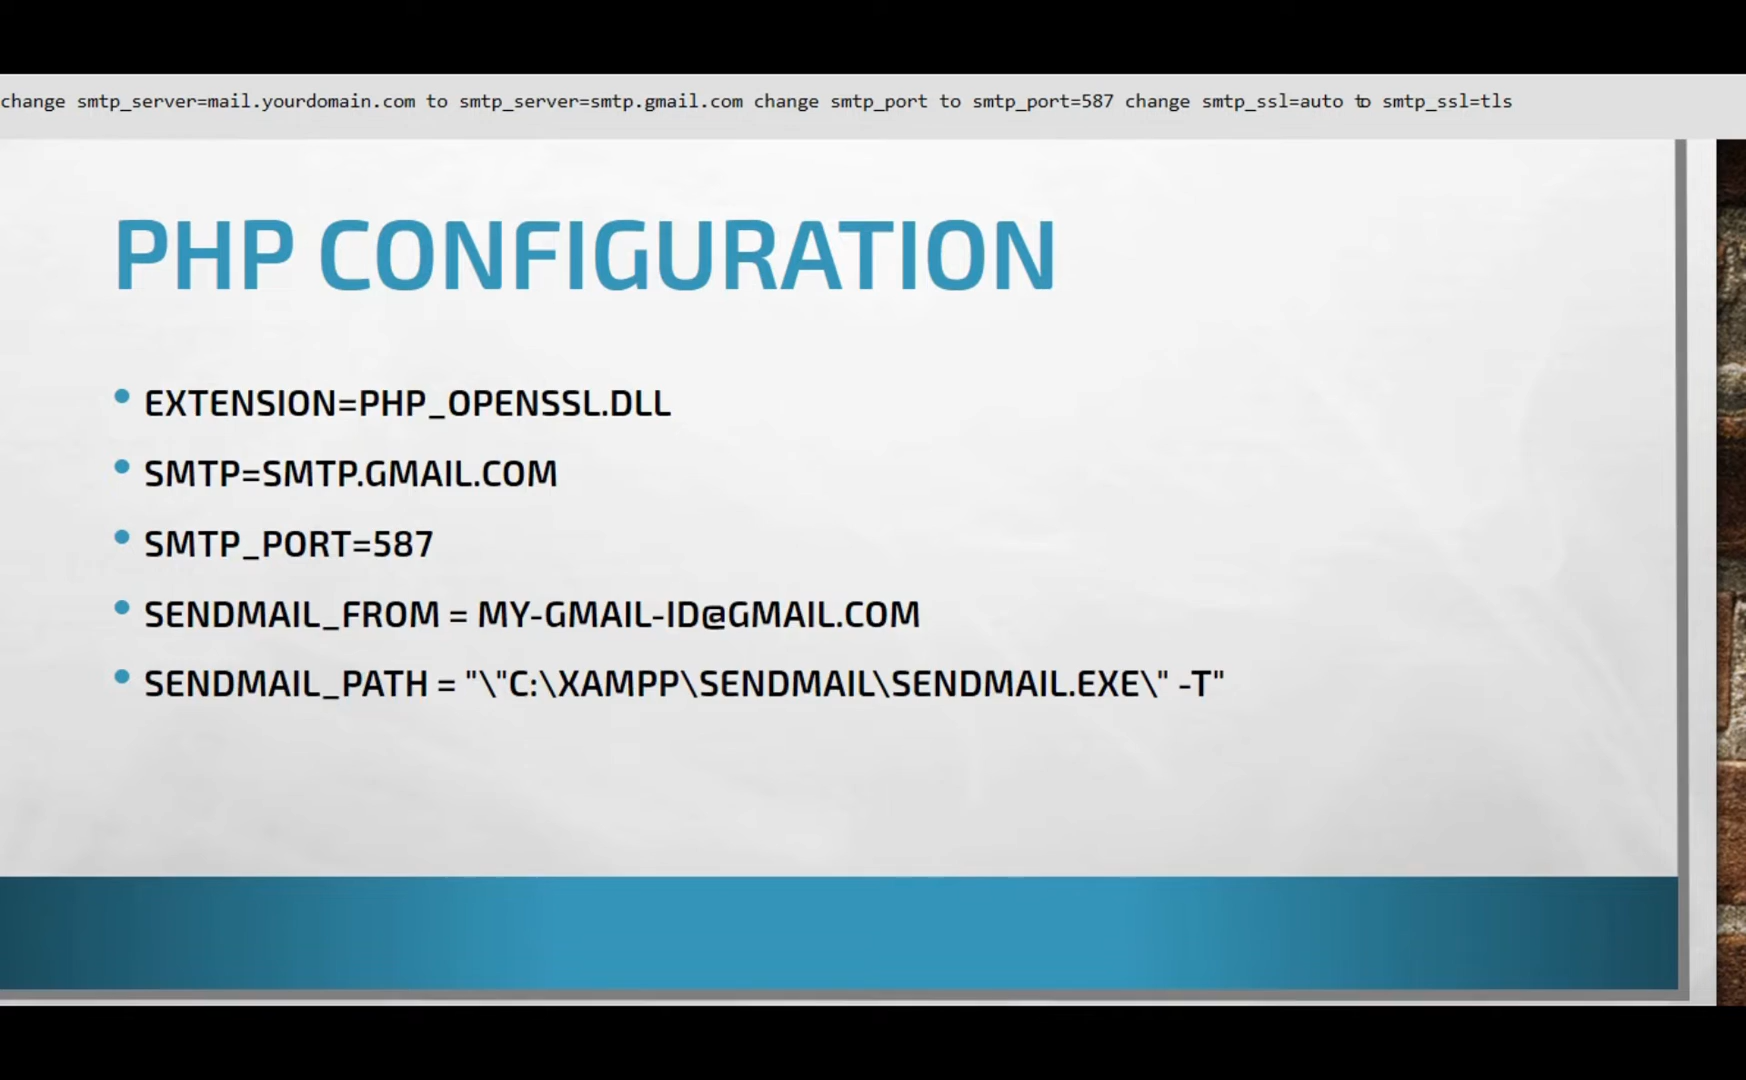 change smtp_server=mail.yourdomain.com to smtp_server=smtp.gmail.com change smtp_port to smtp_port=587 change smtp_ssl=auto to smtp_ssl=tls
PHP CONFIGURATION
• EXTENSION=PHP_OPENSSL.DLL
• SMTP=SMTP.GMAIL.COM
• SMTP_PORT=587
• SENDMAIL_FROM = MY-GMAIL-ID@GMAIL.COM
• SENDMAIL_PATH = "\"C:\XAMPP\SENDMAIL\SENDMAIL.EXE\" -T"